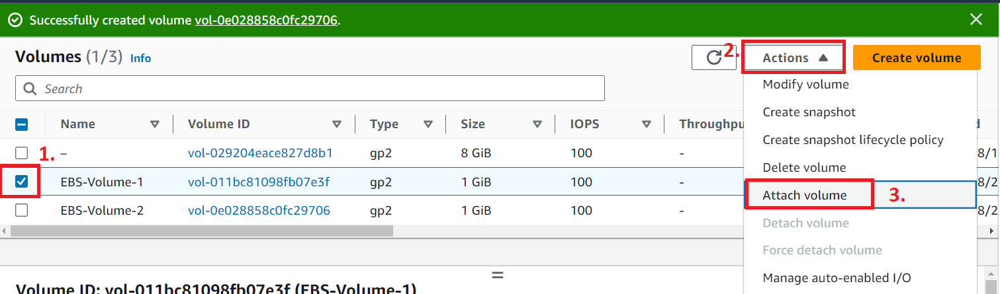 Successfully created volume vol-0e028858c0fc29706.
Volumes (1/3) Info
2.
Actions
Create volume
Search
Modify volume
Create snapshot
Create snapshot lifecycle policy
Delete volume
Attach volume
3.
Detach volume
Force detach volume
Manage auto-enabled I/O
Name Volume ID Type Size IOPS Throughpu
1. – vol-029204eace827d8b1 gp2 8 GiB 100 - 8/1
EBS-Volume-1 vol-011bc81098fb07e3f gp2 1 GiB 100 - 8/2
EBS-Volume-2 vol-0e028858c0fc29706 gp2 1 GiB 100 - 8/2
Volume ID: vol-011bc81098fb07e3f (EBS-Volume-1)